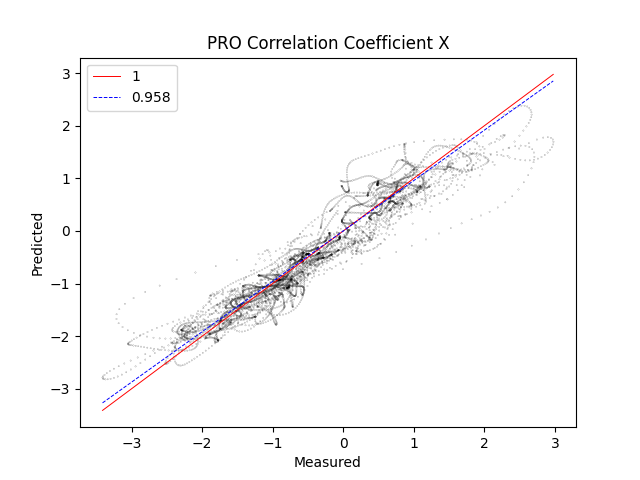 PRO Correlation Coefficient X
1
0.958
3
2
1
0
−1
−2
−3
Predicted
−3 −2 −1 0 1 2 3
Measured